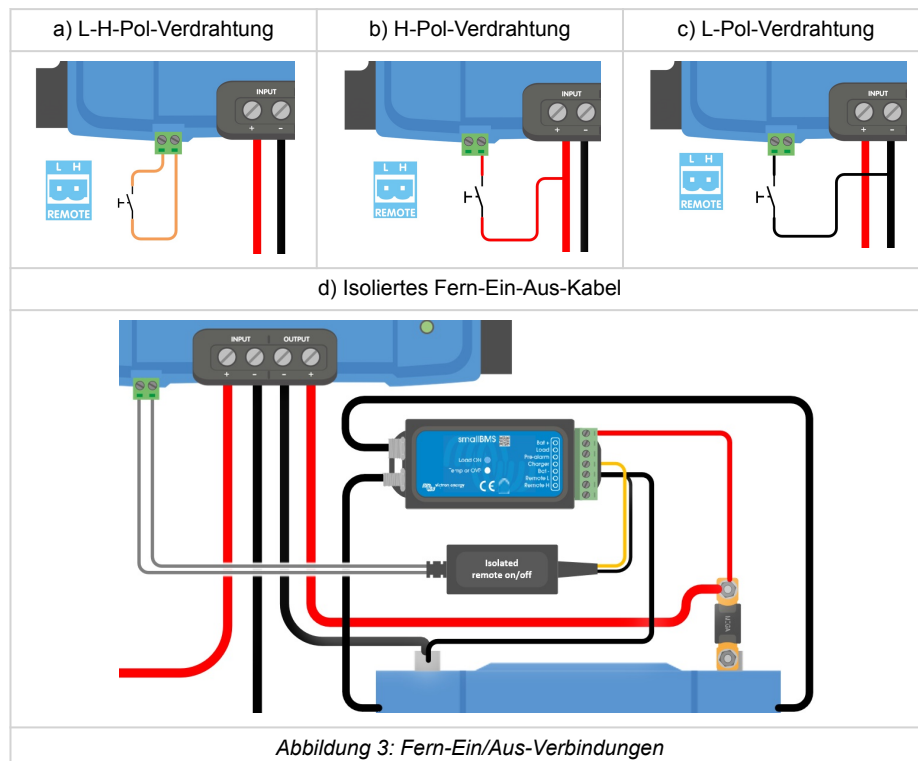 a) L-H-Pol-Verdrahtung
b) H-Pol-Verdrahtung
c) L-Pol-Verdrahtung
INPUT
+ -
L H
REMOTE
INPUT
+ -
L H
REMOTE
INPUT
+ -
L H
REMOTE
d) Isoliertes Fern-Ein-Aus-Kabel
INPUT OUTPUT
+ - - +
smallBMS
Load ON
Temp or OVP
victron energy
CE
Bat +
Load
Pre-alarm
Charger
Bat -
Remote L
Remote H
Isolated
remote on/off
MEGA
Abbildung 3: Fern-Ein/Aus-Verbindungen